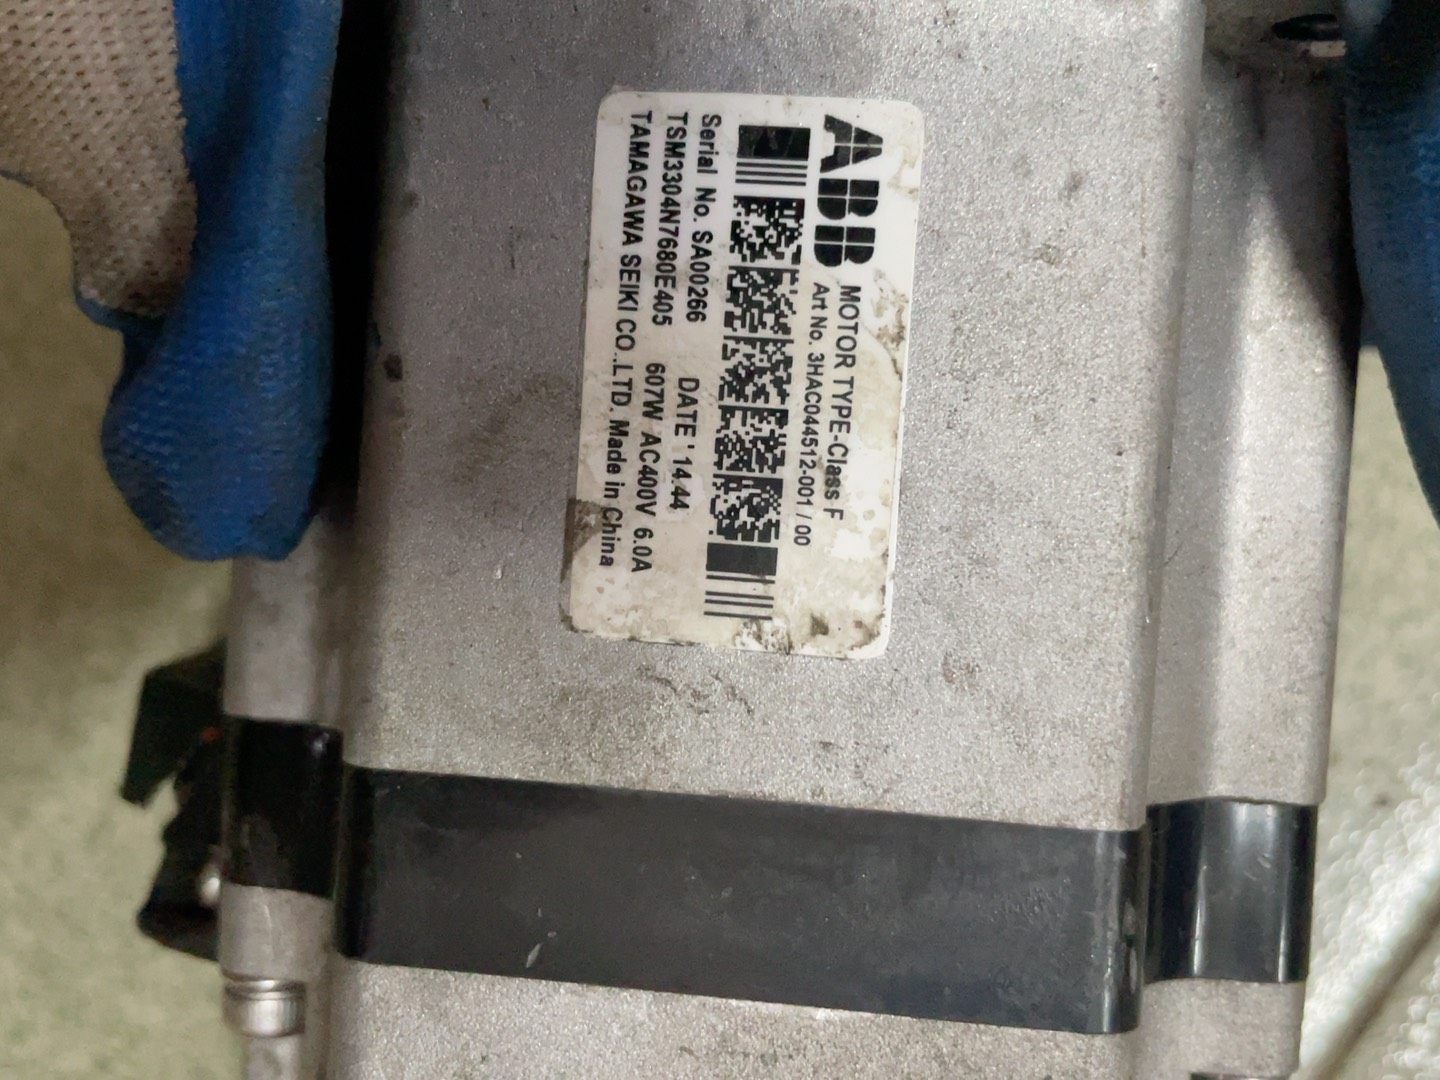 ABB MOTOR TYPE-Class F
Art No. 3HAC044512-001 / 00
Serial No. SA00266 DATE ' 14.44
TSM3304N7680E405 607W AC400V 6.0A
TAMAGAWA SEIKI CO.,LTD. Made in China